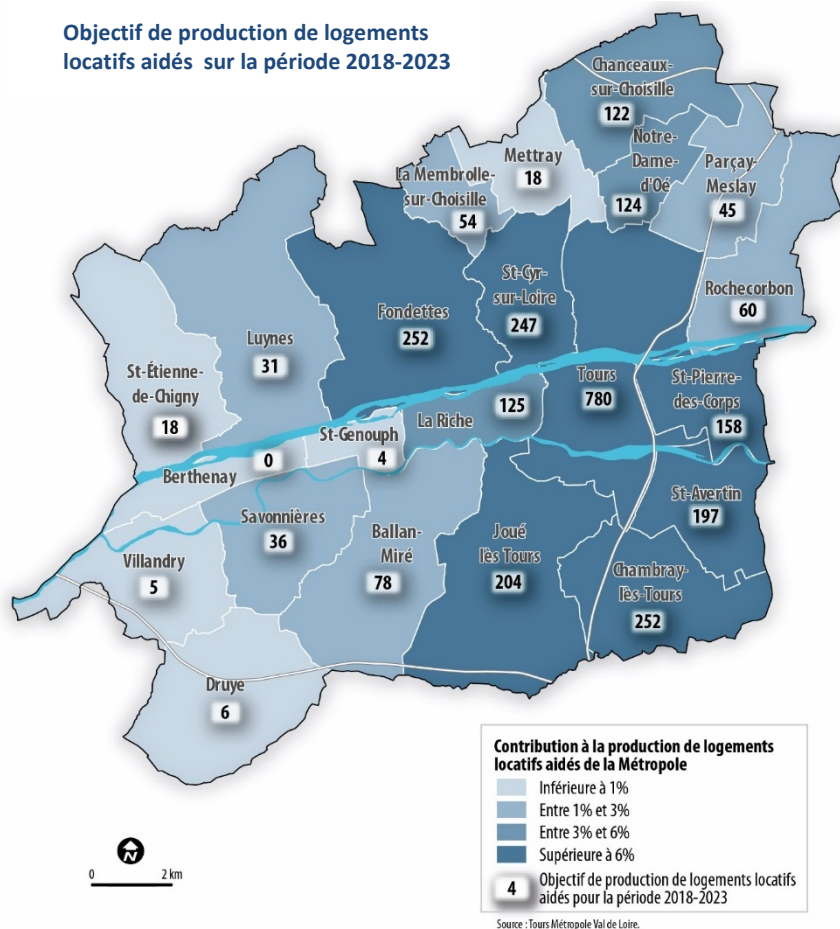 Objectif de production de logements
locatifs aidés sur la période 2018-2023
Chanceaux-
sur-Choisille
122
Notre-
Dame-
d'Oé
124
Mettray
18
La Membrolle-
sur-Choisille
54
Parçay-
Meslay
45
Rochecorbon
60
St-Cyr-
sur-Loire
247
Fondettes
252
Luynes
31
St-Étienne-
de-Chigny
18
Tours
780
St-Pierre-
des-Corps
158
La Riche
125
St-Genouph
4
Berthenay
0
Savonnières
36
Villandry
5
Ballan-
Miré
78
Joué
lès Tours
204
St-Avertin
197
Chambray-
lès-Tours
252
Druye
6
Contribution à la production de logements
locatifs aidés de la Métropole
Inférieure à 1%
Entre 1% et 3%
Entre 3% et 6%
Supérieure à 6%
4
Objectif de production de logements locatifs
aidés pour la période 2018-2023
N
0 2 km
Source : Tours Métropole Val de Loire.